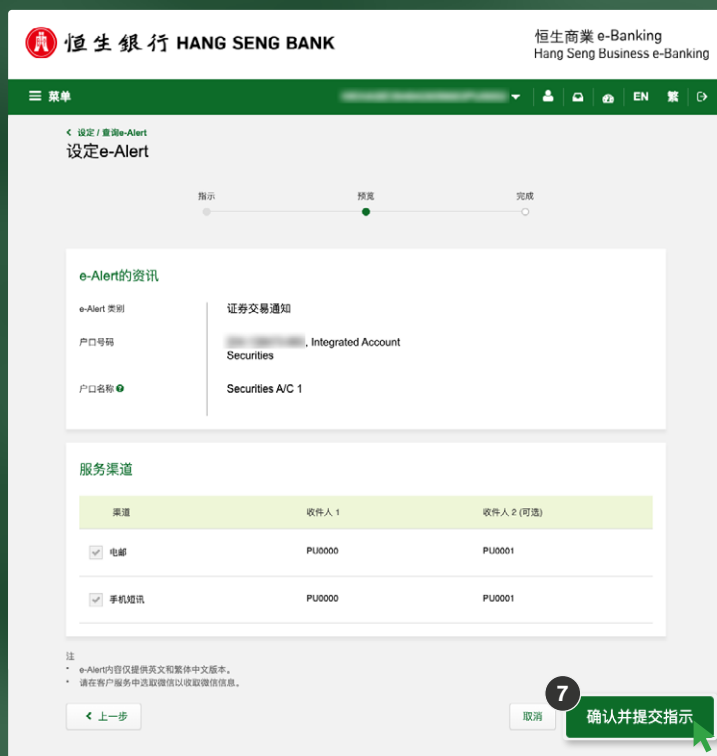 恒生銀行 HANG SENG BANK
恒生商業 e-Banking
Hang Seng Business e-Banking
菜单
EN 繁
设定 / 查询e-Alert
设定e-Alert
指示 预览 完成
e-Alert的资讯
e-Alert 类别 证券交易通知
户口号码 , Integrated Account
Securities
户口名称 Securities A/C 1
服务渠道
渠道 收件人 1 收件人 2 (可选)
电邮 PU0000 PU0001
手机短讯 PU0000 PU0001
注
• e-Alert内容仅提供英文和繁体中文版本。
• 请在客户服务中选取微信以收取微信信息。
上一步 取消 7 确认并提交指示